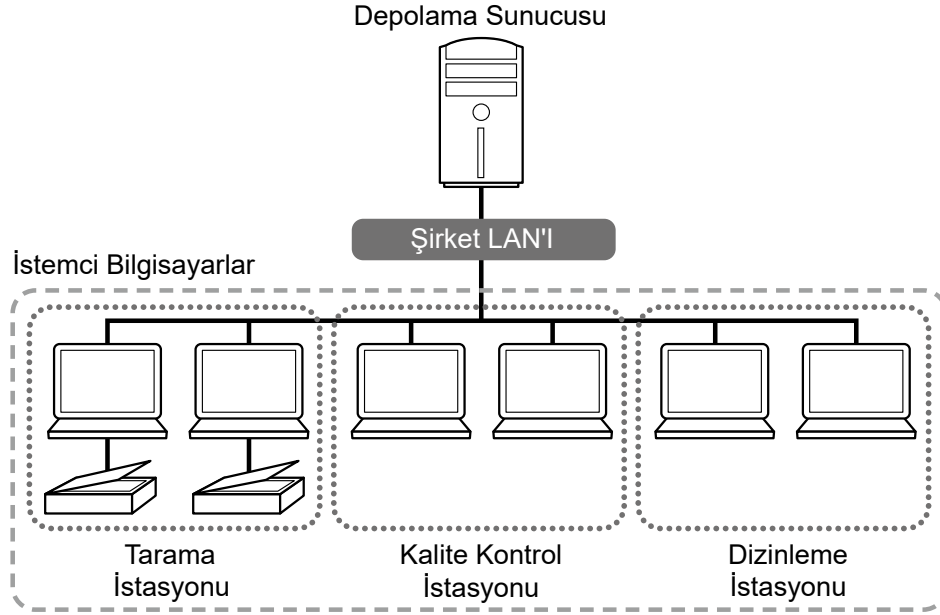 Depolama Sunucusu
Şirket LAN'I
İstemci Bilgisayarlar
Tarama
İstasyonu
Kalite Kontrol
İstasyonu
Dizinleme
İstasyonu